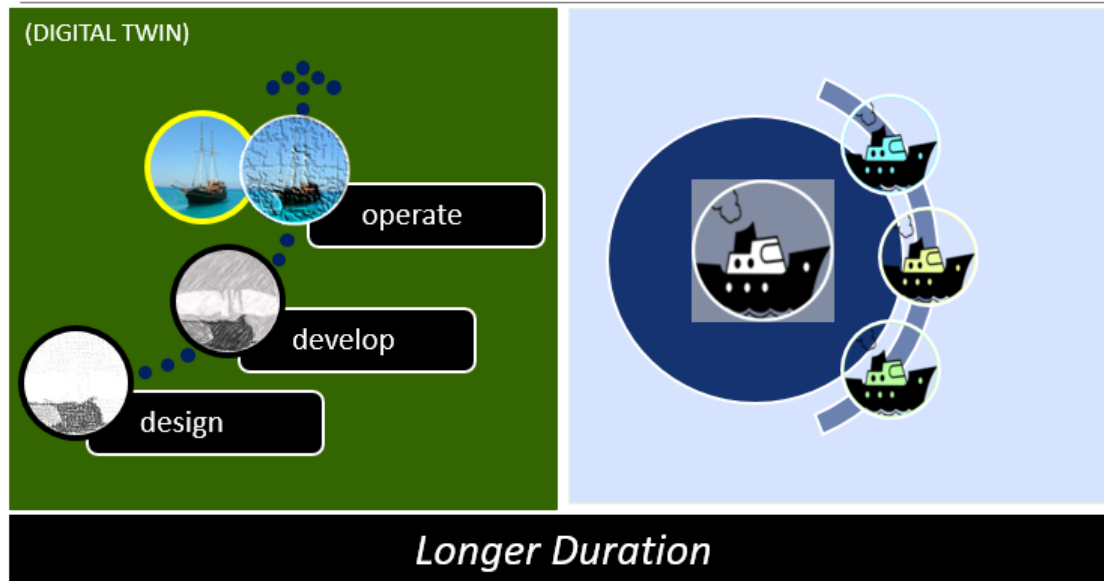 (DIGITAL TWIN)
operate
develop
design
Longer Duration